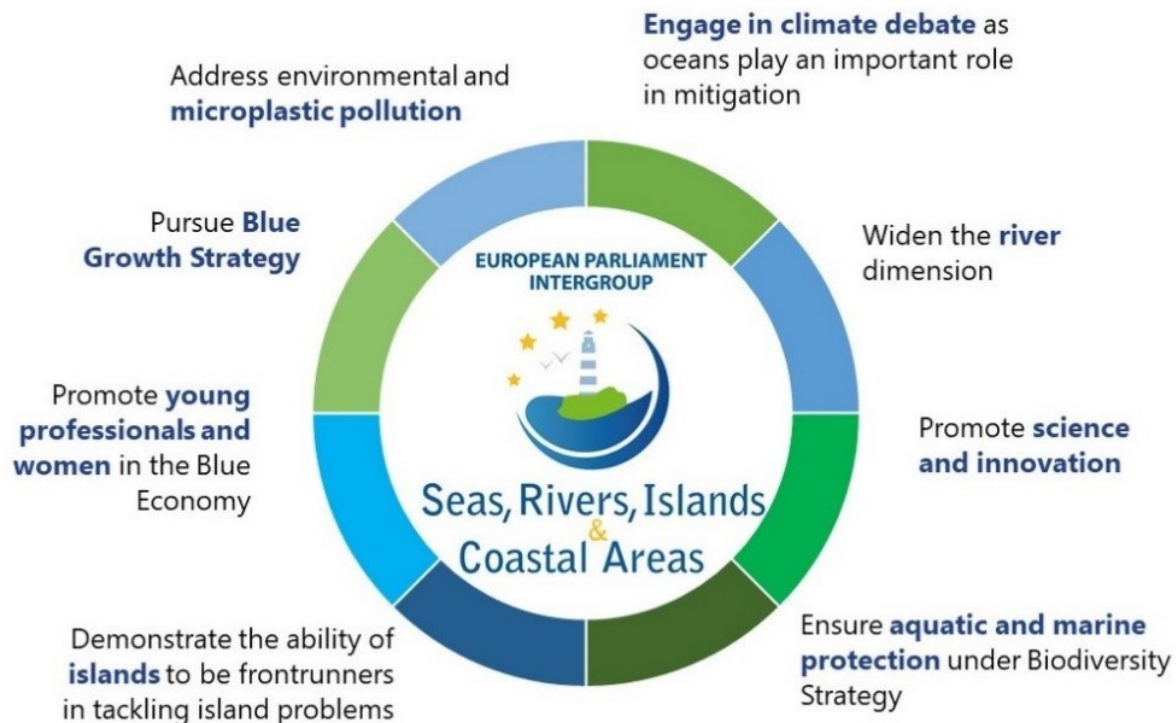 Engage in climate debate as
oceans play an important role
in mitigation
Widen the river
dimension
Promote science
and innovation
Ensure aquatic and marine
protection under Biodiversity
Strategy
Demonstrate the ability of
islands to be frontrunners
in tackling island problems
Promote young
professionals and
women in the Blue
Economy
Pursue Blue
Growth Strategy
Address environmental and
microplastic pollution
EUROPEAN PARLIAMENT
INTERGROUP
Seas, Rivers, Islands
&
Coastal Areas